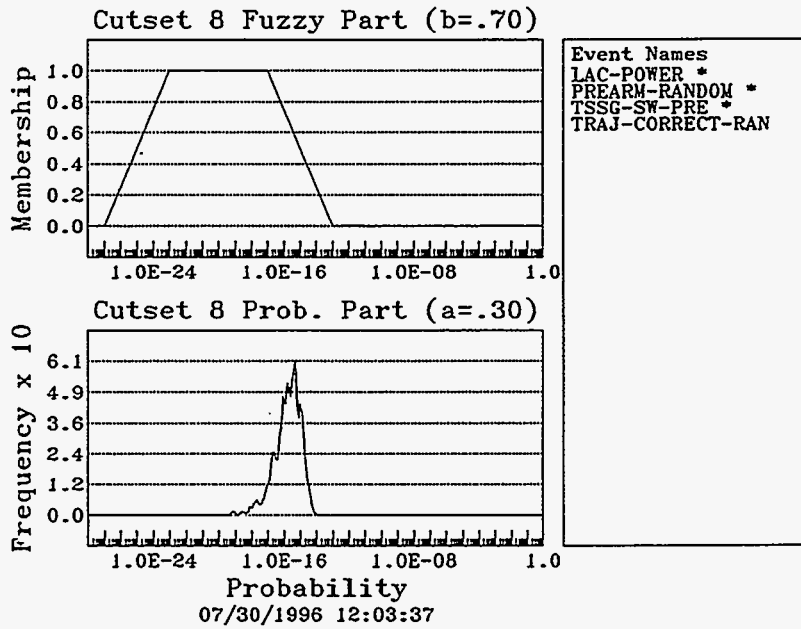 Cutset 8 Fuzzy Part (b=.70)
Membership
1.0
0.8
0.6
0.4
0.2
0.0
1.0E-24 1.0E-16 1.0E-08 1.0
Event Names
LAC-POWER *
PREARM-RANDOM *
TSSG-SW-PRE *
TRAJ-CORRECT-RAN
Cutset 8 Prob. Part (a=.30)
Frequency x 10
6.1
4.9
3.6
2.4
1.2
0.0
1.0E-24 1.0E-16 1.0E-08 1.0
Probability
07/30/1996 12:03:37